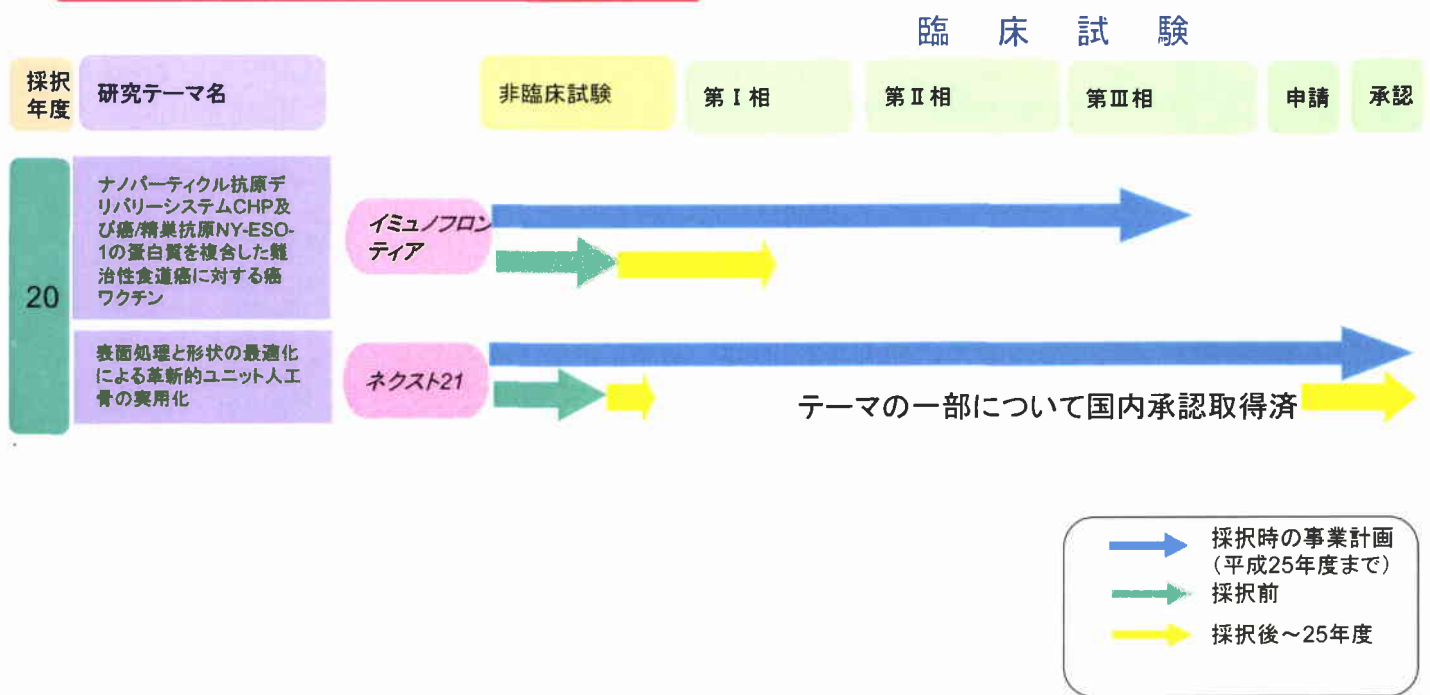 臨床試験
採択
年度
研究テーマ名
非臨床試験
第Ⅰ相
第Ⅱ相
第Ⅲ相
申請
承認
20
ナノパーティクル抗原デ
リバリーシステムCHP及
び癌/精巣抗原NY-ESO-
1の蛋白質を複合した難
治性食道癌に対する癌
ワクチン
イミュノフロン
ティア
表面処理と形状の最適化
による革新的ユニット人工
骨の実用化
ネクスト21
テーマの一部について国内承認取得済
採択時の事業計画
(平成25年度まで)
採択前
採択後～25年度